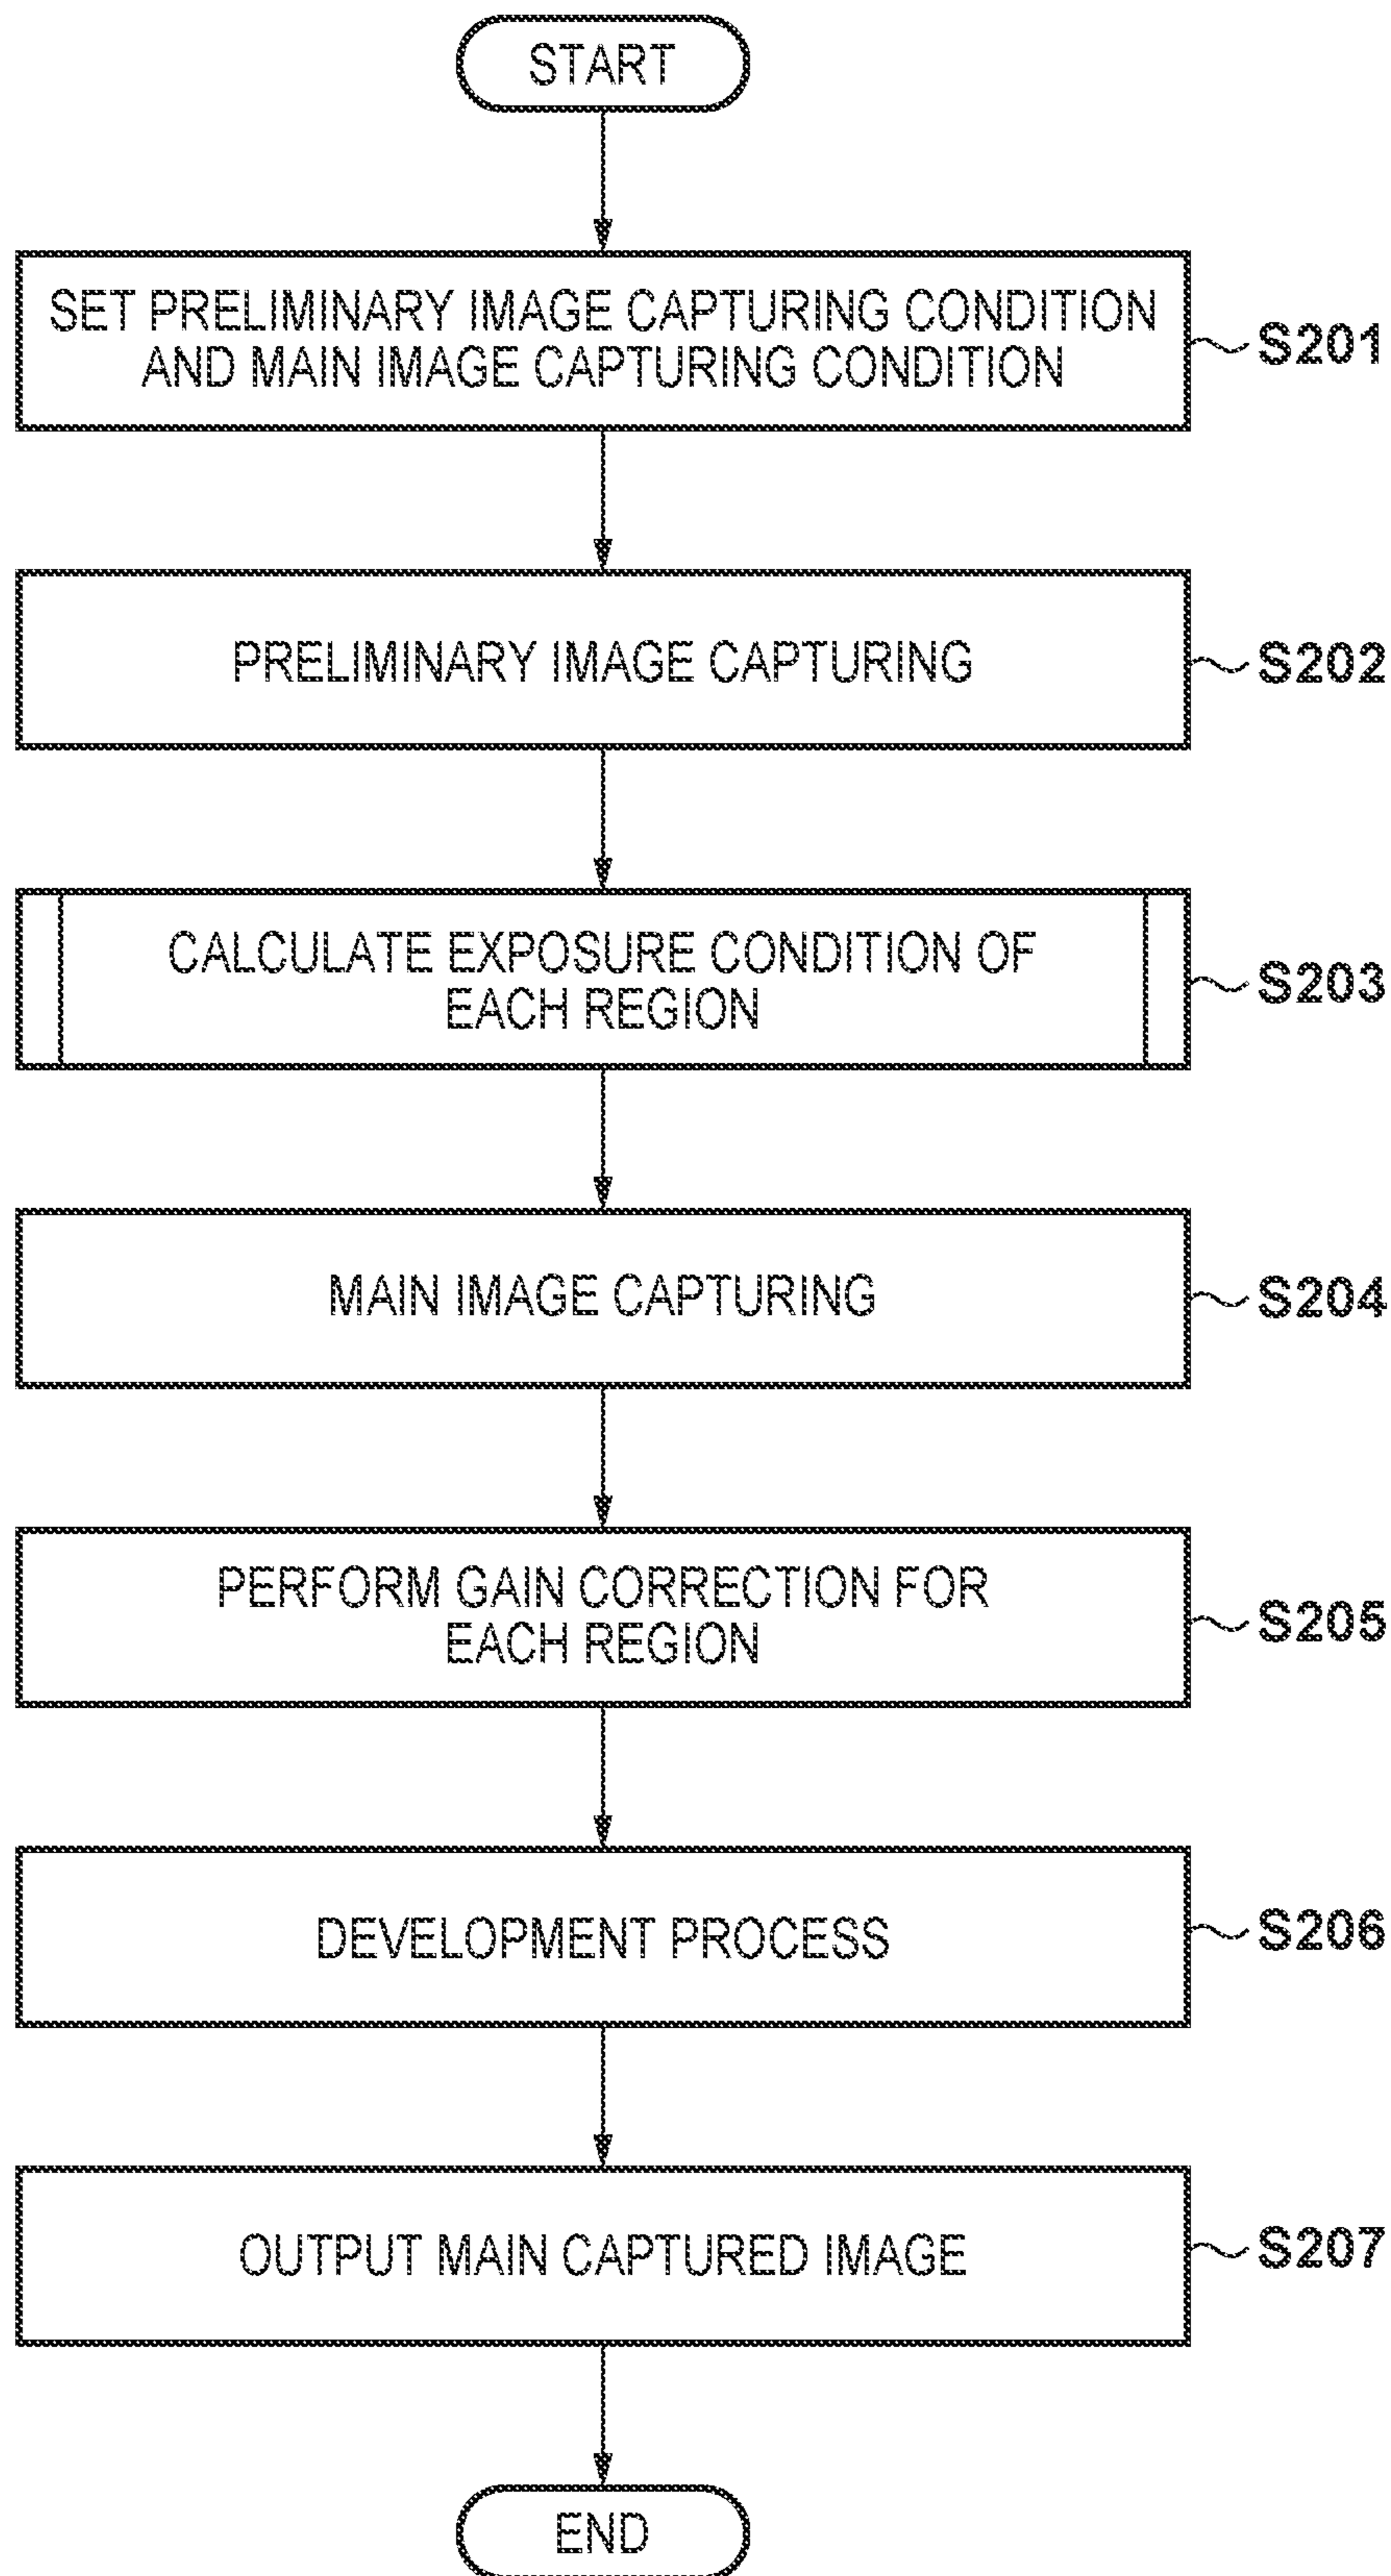 START
SET PRELIMINARY IMAGE CAPTURING CONDITION
AND MAIN IMAGE CAPTURING CONDITION
S201
PRELIMINARY IMAGE CAPTURING
S202
CALCULATE EXPOSURE CONDITION OF
EACH REGION
S203
MAIN IMAGE CAPTURING
S204
PERFORM GAIN CORRECTION FOR
EACH REGION
S205
DEVELOPMENT PROCESS
S206
OUTPUT MAIN CAPTURED IMAGE
S207
END